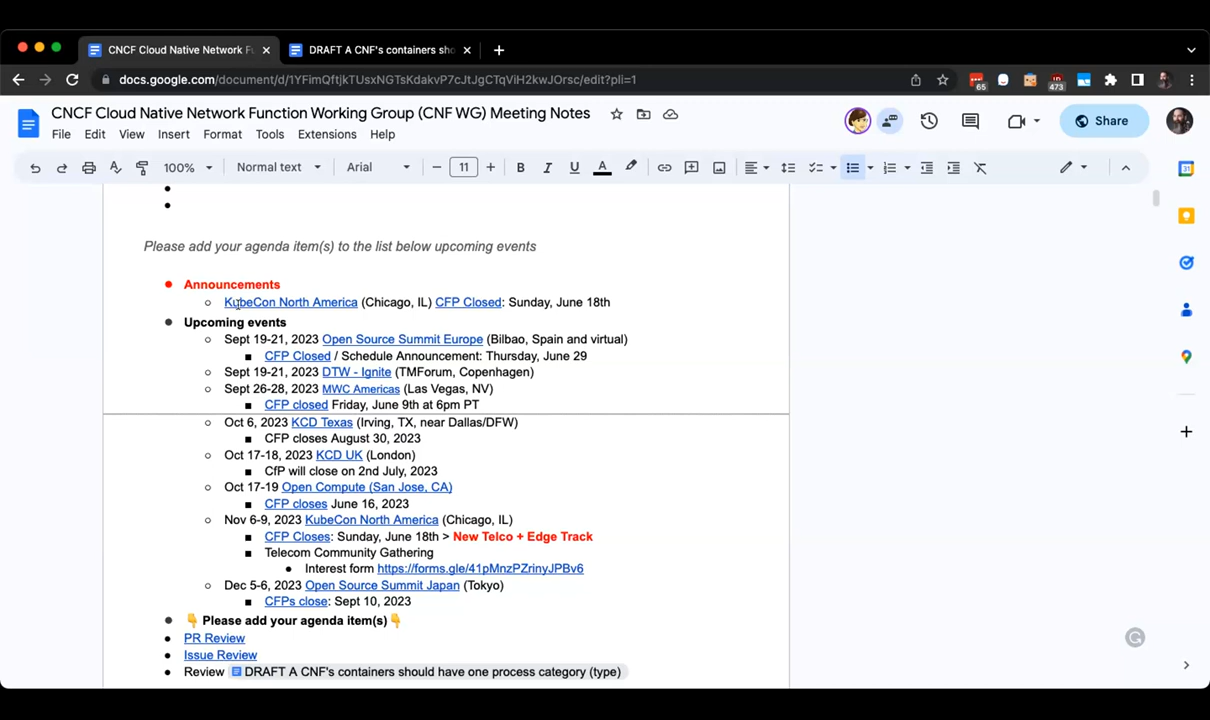 CNCF Cloud Native Network F
DRAFT A CNF's containers sho
docs.google.com/document/d/1YFimQftjkTUsxNGTsKdakvP7cJtJgCTqViH2kwJOrsc/edit?pli=1
65
473
CNCF Cloud Native Network Function Working Group (CNF WG) Meeting Notes
File Edit View Insert Format Tools Extensions Help
Share
100% Normal text Arial 11
Please add your agenda item(s) to the list below upcoming events
Announcements
KubeCon North America (Chicago, IL) CFP Closed: Sunday, June 18th
Upcoming events
Sept 19-21, 2023 Open Source Summit Europe (Bilbao, Spain and virtual)
CFP Closed / Schedule Announcement: Thursday, June 29
Sept 19-21, 2023 DTW - Ignite (TMForum, Copenhagen)
Sept 26-28, 2023 MWC Americas (Las Vegas, NV)
CFP closed Friday, June 9th at 6pm PT
Oct 6, 2023 KCD Texas (Irving, TX, near Dallas/DFW)
CFP closes August 30, 2023
Oct 17-18, 2023 KCD UK (London)
CfP will close on 2nd July, 2023
Oct 17-19 Open Compute (San Jose, CA)
CFP closes June 16, 2023
Nov 6-9, 2023 KubeCon North America (Chicago, IL)
CFP Closes: Sunday, June 18th > New Telco + Edge Track
Telecom Community Gathering
Interest form https://forms.gle/41pMnzPZrinyJPBv6
Dec 5-6, 2023 Open Source Summit Japan (Tokyo)
CFPs close: Sept 10, 2023
👇 Please add your agenda item(s)👇
PR Review
Issue Review
Review DRAFT A CNF's containers should have one process category (type)